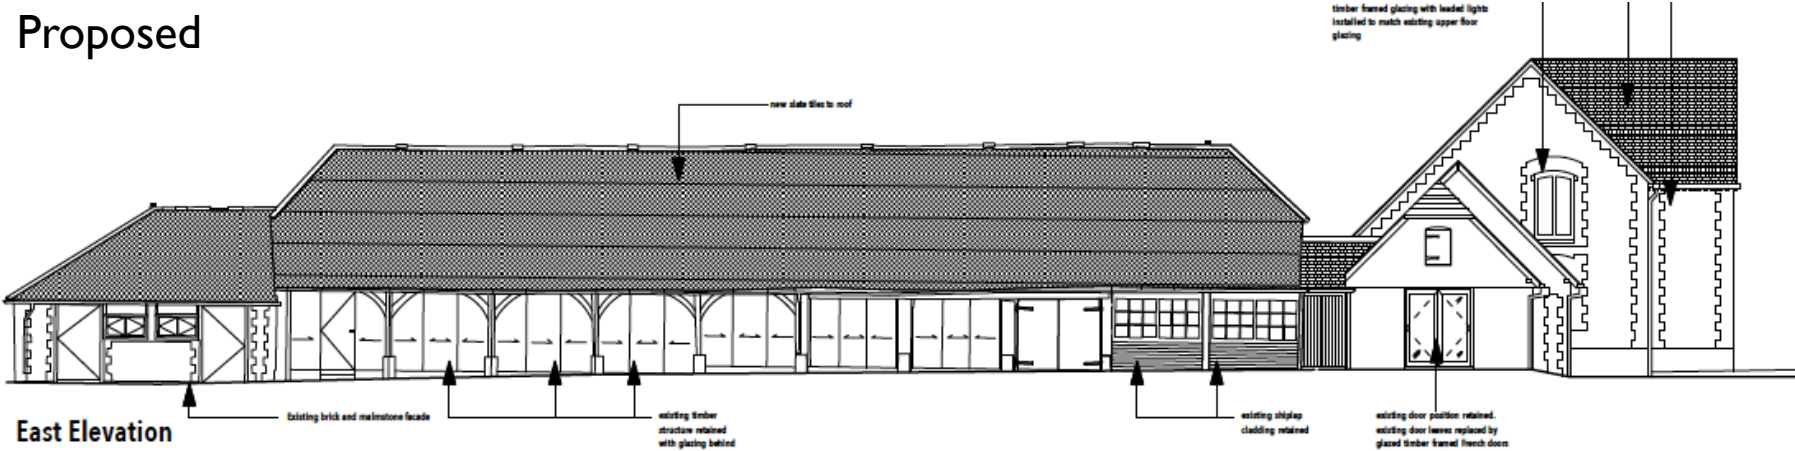 Proposed
timber framed glazing with leaded lights
installed to match existing upper floor
glazing
new slate tiles to roof
Existing brick and malmstone facade
existing timber
structure retained
with glazing behind
existing shiplap
cladding retained
existing door position retained.
existing door leaves replaced by
glazed timber framed French doors
East Elevation